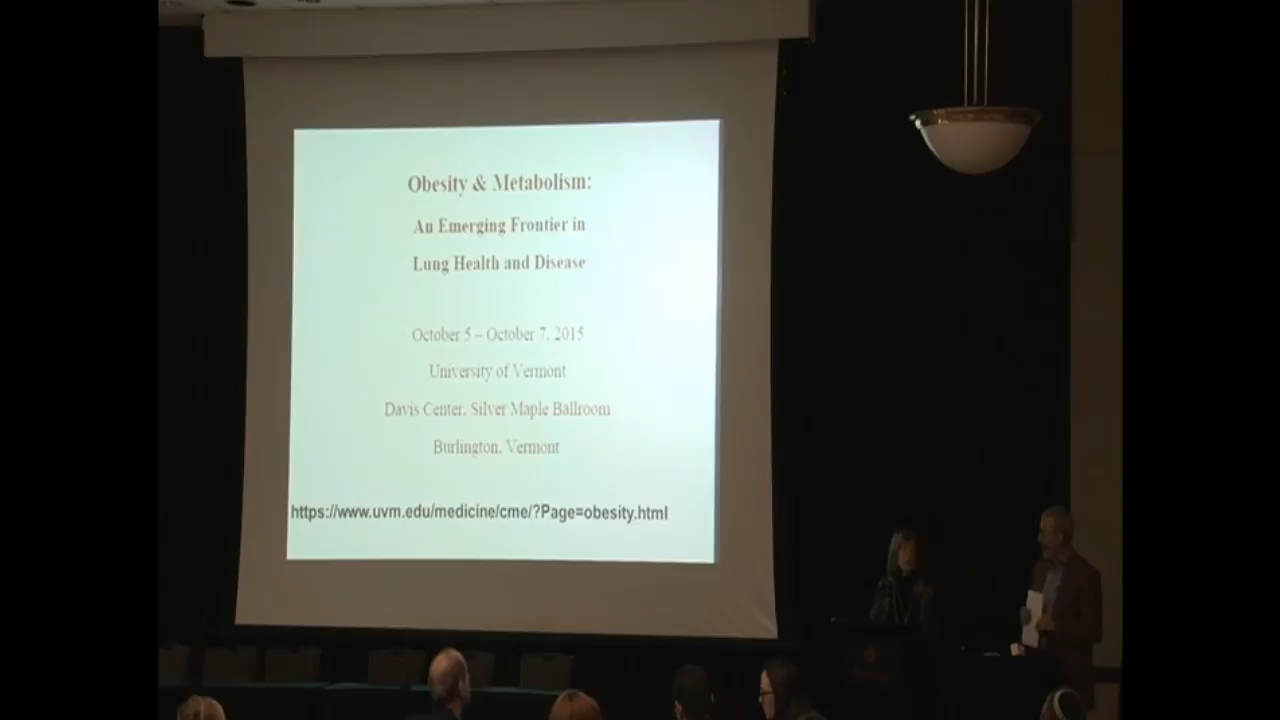 Obesity & Metabolism:
An Emerging Frontier in
Lung Health and Disease
October 5 – October 7, 2015
University of Vermont
Davis Center, Silver Maple Ballroom
Burlington, Vermont
https://www.uvm.edu/medicine/cme/?Page=obesity.html